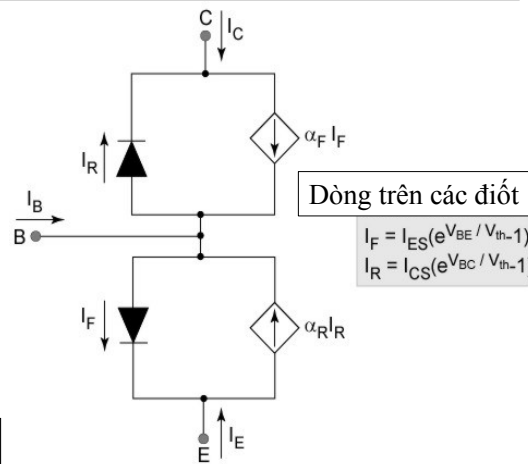 C
I_C
I_R
α_F I_F
I_B
B
Dòng trên các điốt
I_F = I_ES(e^V_BE / V_th-1)
I_R = I_CS(e^V_BC / V_th-1)
I_F
α_R I_R
I_E
E